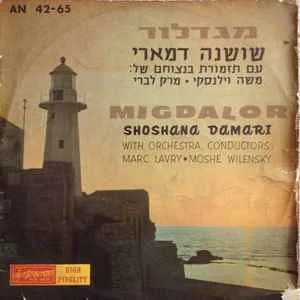 AN 42-65
מגדלור
שושנה דמארי
עם תזמורת בנצוחם של:
משה וילנסקי • מרק לברי
MIGDALOR
SHOSHANA DAMARI
WITH ORCHESTRA, CONDUCTORS:
MARC LAVRY • MOSHE WILENSKY
HIGH
FIDELITY